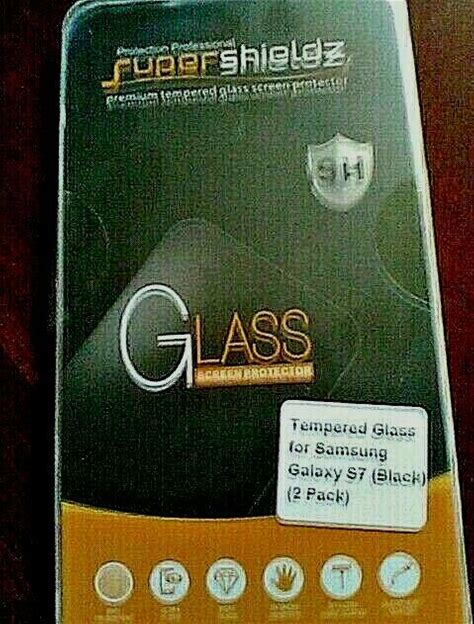 Protection Professional
Supershieldz
premium tempered glass screen protector
9H
GLASS
SCREEN PROTECTOR
Tempered Glass
for Samsung
Galaxy S7 (Black)
(2 Pack)